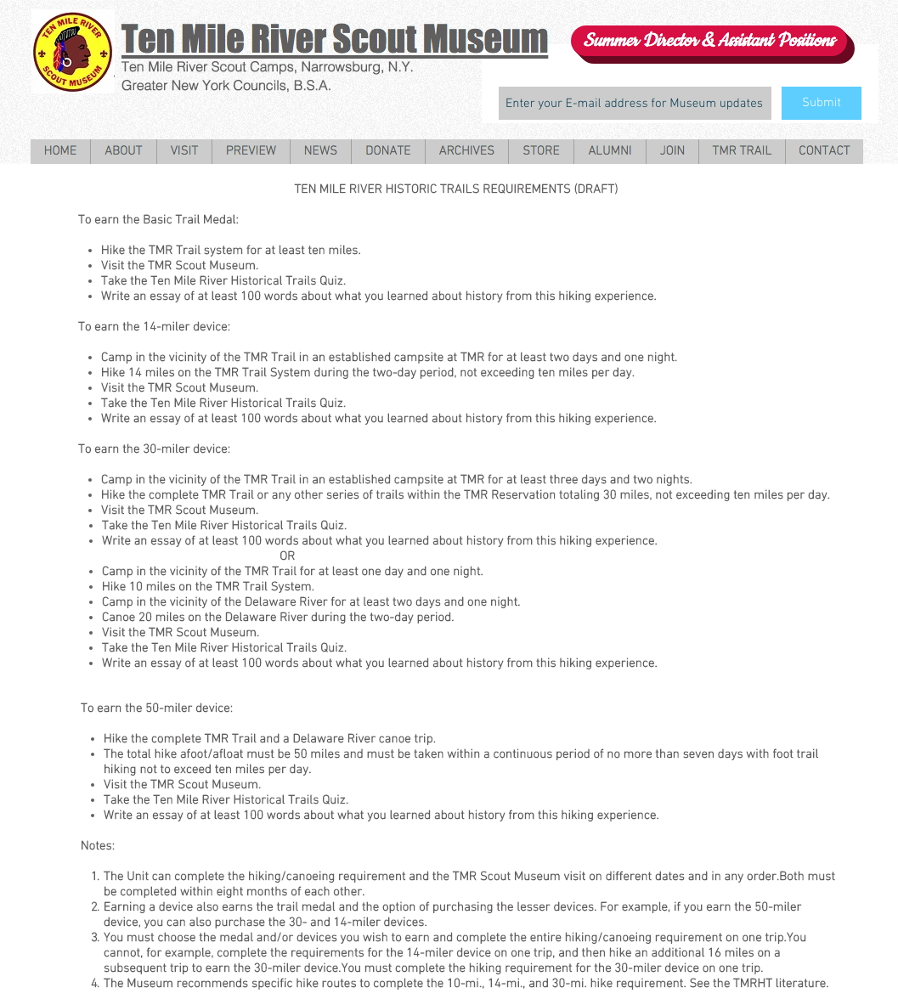 TEN MILE RIVER
SCOUT MUSEUM
Ten Mile River Scout Museum
Ten Mile River Scout Camps, Narrowsburg, N.Y.
Greater New York Councils, B.S.A.
Summer Director & Assistant Positions
Enter your E-mail address for Museum updates
Submit
HOME ABOUT VISIT PREVIEW NEWS DONATE ARCHIVES STORE ALUMNI JOIN TMR TRAIL CONTACT
TEN MILE RIVER HISTORIC TRAILS REQUIREMENTS (DRAFT)
To earn the Basic Trail Medal:
• Hike the TMR Trail system for at least ten miles.
• Visit the TMR Scout Museum.
• Take the Ten Mile River Historical Trails Quiz.
• Write an essay of at least 100 words about what you learned about history from this hiking experience.
To earn the 14-miler device:
• Camp in the vicinity of the TMR Trail in an established campsite at TMR for at least two days and one night.
• Hike 14 miles on the TMR Trail System during the two-day period, not exceeding ten miles per day.
• Visit the TMR Scout Museum.
• Take the Ten Mile River Historical Trails Quiz.
• Write an essay of at least 100 words about what you learned about history from this hiking experience.
To earn the 30-miler device:
• Camp in the vicinity of the TMR Trail in an established campsite at TMR for at least three days and two nights.
• Hike the complete TMR Trail or any other series of trails within the TMR Reservation totaling 30 miles, not exceeding ten miles per day.
• Visit the TMR Scout Museum.
• Take the Ten Mile River Historical Trails Quiz.
• Write an essay of at least 100 words about what you learned about history from this hiking experience.
OR
• Camp in the vicinity of the TMR Trail for at least one day and one night.
• Hike 10 miles on the TMR Trail System.
• Camp in the vicinity of the Delaware River for at least two days and one night.
• Canoe 20 miles on the Delaware River during the two-day period.
• Visit the TMR Scout Museum.
• Take the Ten Mile River Historical Trails Quiz.
• Write an essay of at least 100 words about what you learned about history from this hiking experience.
To earn the 50-miler device:
• Hike the complete TMR Trail and a Delaware River canoe trip.
• The total hike afoot/afloat must be 50 miles and must be taken within a continuous period of no more than seven days with foot trail
hiking not to exceed ten miles per day.
• Visit the TMR Scout Museum.
• Take the Ten Mile River Historical Trails Quiz.
• Write an essay of at least 100 words about what you learned about history from this hiking experience.
Notes:
1. The Unit can complete the hiking/canoeing requirement and the TMR Scout Museum visit on different dates and in any order.Both must
be completed within eight months of each other.
2. Earning a device also earns the trail medal and the option of purchasing the lesser devices. For example, if you earn the 50-miler
device, you can also purchase the 30- and 14-miler devices.
3. You must choose the medal and/or devices you wish to earn and complete the entire hiking/canoeing requirement on one trip.You
cannot, for example, complete the requirements for the 14-miler device on one trip, and then hike an additional 16 miles on a
subsequent trip to earn the 30-miler device.You must complete the hiking requirement for the 30-miler device on one trip.
4. The Museum recommends specific hike routes to complete the 10-mi., 14-mi., and 30-mi. hike requirement. See the TMRHT literature.